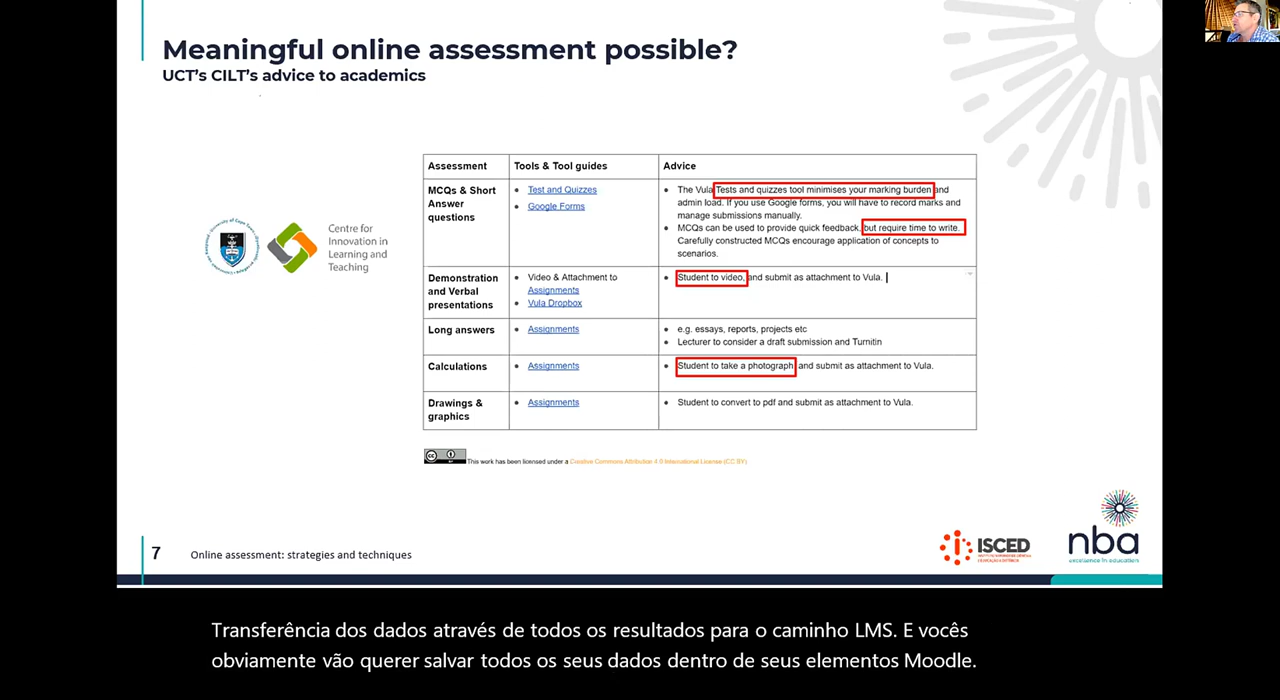 Meaningful online assessment possible?
UCT's CILT's advice to academics
Centre for
Innovation in
Learning and
Teaching
Assessment
Tools & Tool guides
Advice
MCQs & Short
Answer
questions
• Test and Quizzes
• Google Forms
• The Vula Tests and quizzes tool minimises your marking burden and
admin load. If you use Google forms, you will have to record marks and
manage submissions manually.
• MCQs can be used to provide quick feedback, but require time to write.
Carefully constructed MCQs encourage application of concepts to
scenarios.
Demonstration
and Verbal
presentations
• Video & Attachment to
Assignments
• Vula Dropbox
• Student to video, and submit as attachment to Vula.
Long answers
• Assignments
• e.g. essays, reports, projects etc
• Lecturer to consider a draft submission and Turnitin
Calculations
• Assignments
• Student to take a photograph and submit as attachment to Vula.
Drawings &
graphics
• Assignments
• Student to convert to pdf and submit as attachment to Vula.
cc
BY
This work has been licensed under a Creative Commons Attribution 4.0 International License (CC BY).
7
Online assessment: strategies and techniques
ISCED
nba
excellence in education
Transferência dos dados através de todos os resultados para o caminho LMS. E vocês
obviamente vão querer salvar todos os seus dados dentro de seus elementos Moodle.